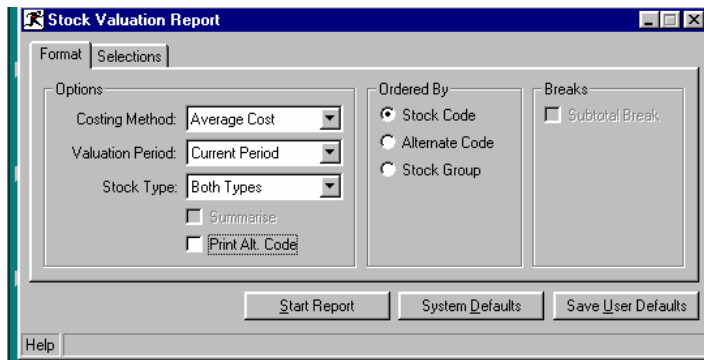 Stock Valuation Report
Format Selections
Options
Costing Method: Average Cost
Valuation Period: Current Period
Stock Type: Both Types
Summarise
Print Alt. Code
Ordered By
Stock Code
Alternate Code
Stock Group
Breaks
Subtotal Break
Start Report System Defaults Save User Defaults
Help